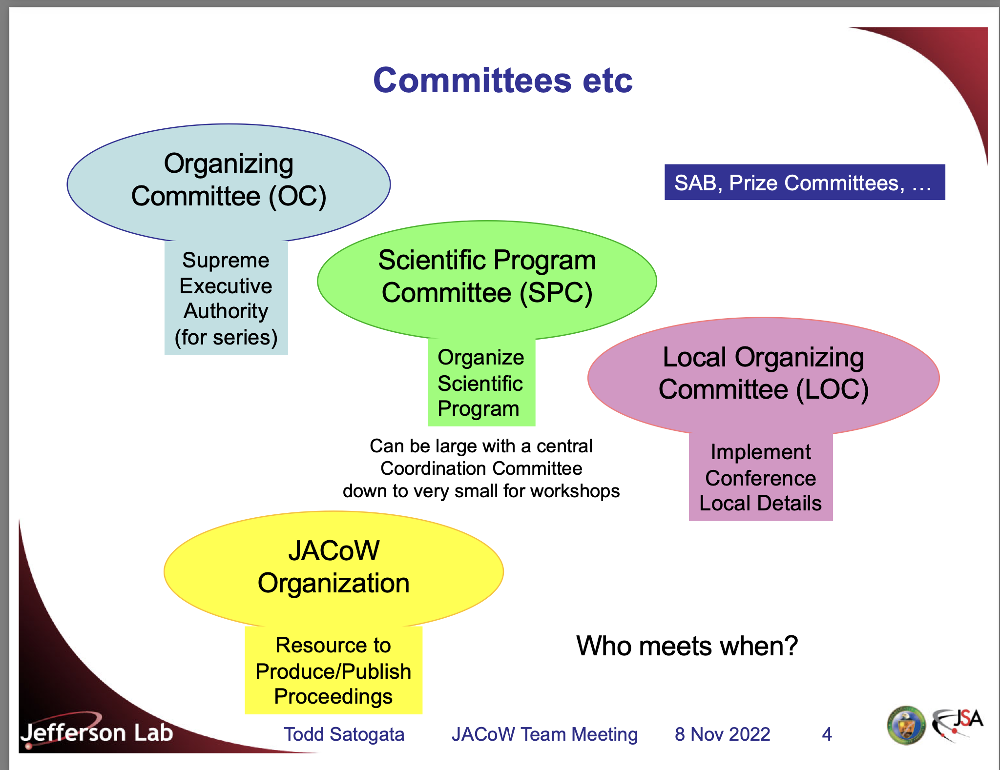 Committees etc
Organizing
Committee (OC)
SAB, Prize Committees, …
Supreme
Executive
Authority
(for series)
Scientific Program
Committee (SPC)
Organize
Scientific
Program
Can be large with a central
Coordination Committee
down to very small for workshops
Local Organizing
Committee (LOC)
Implement
Conference
Local Details
JACoW
Organization
Resource to
Produce/Publish
Proceedings
Who meets when?
Jefferson Lab
Todd Satogata
JACoW Team Meeting
8 Nov 2022
4
JSA